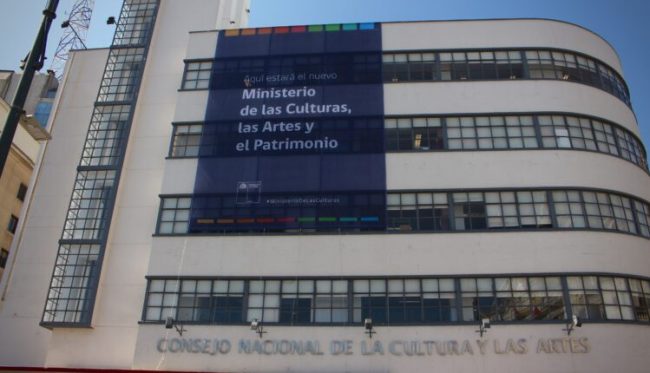 Aquí estará el nuevo
Ministerio
de las Culturas,
las Artes y
el Patrimonio
#MinisterioDeLasCulturas
CONSEJO NACIONAL DE LA CULTURA Y LAS ARTES